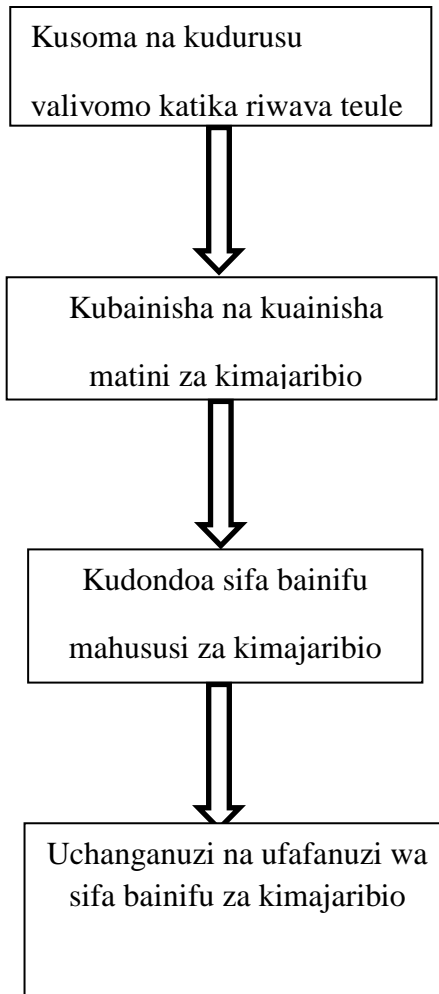 Kusoma na kudurusu
yaliyomo katika riwaya teule
Kubainisha na kuainisha
matini za kimajaribio
Kudondoa sifa bainifu
mahususi za kimajaribio
Uchanganuzi na ufafanuzi wa
sifa bainifu za kimajaribio